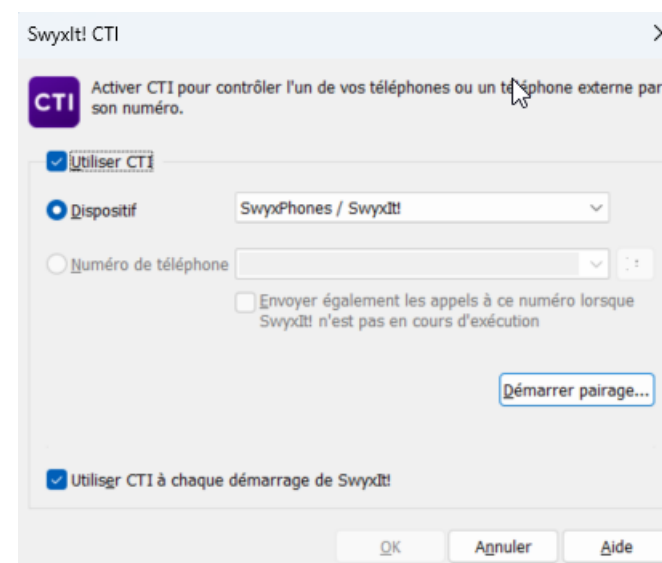 SwyxIt! CTI
CTI
Activer CTI pour contrôler l'un de vos téléphones ou un téléphone externe par
son numéro.
Utiliser CTI
Dispositif
SwyxPhones / SwyxIt!
Numéro de téléphone
Envoyer également les appels à ce numéro lorsque
SwyxIt! n'est pas en cours d'exécution
Démarrer pairage...
Utiliser CTI à chaque démarrage de SwyxIt!
OK
Annuler
Aide